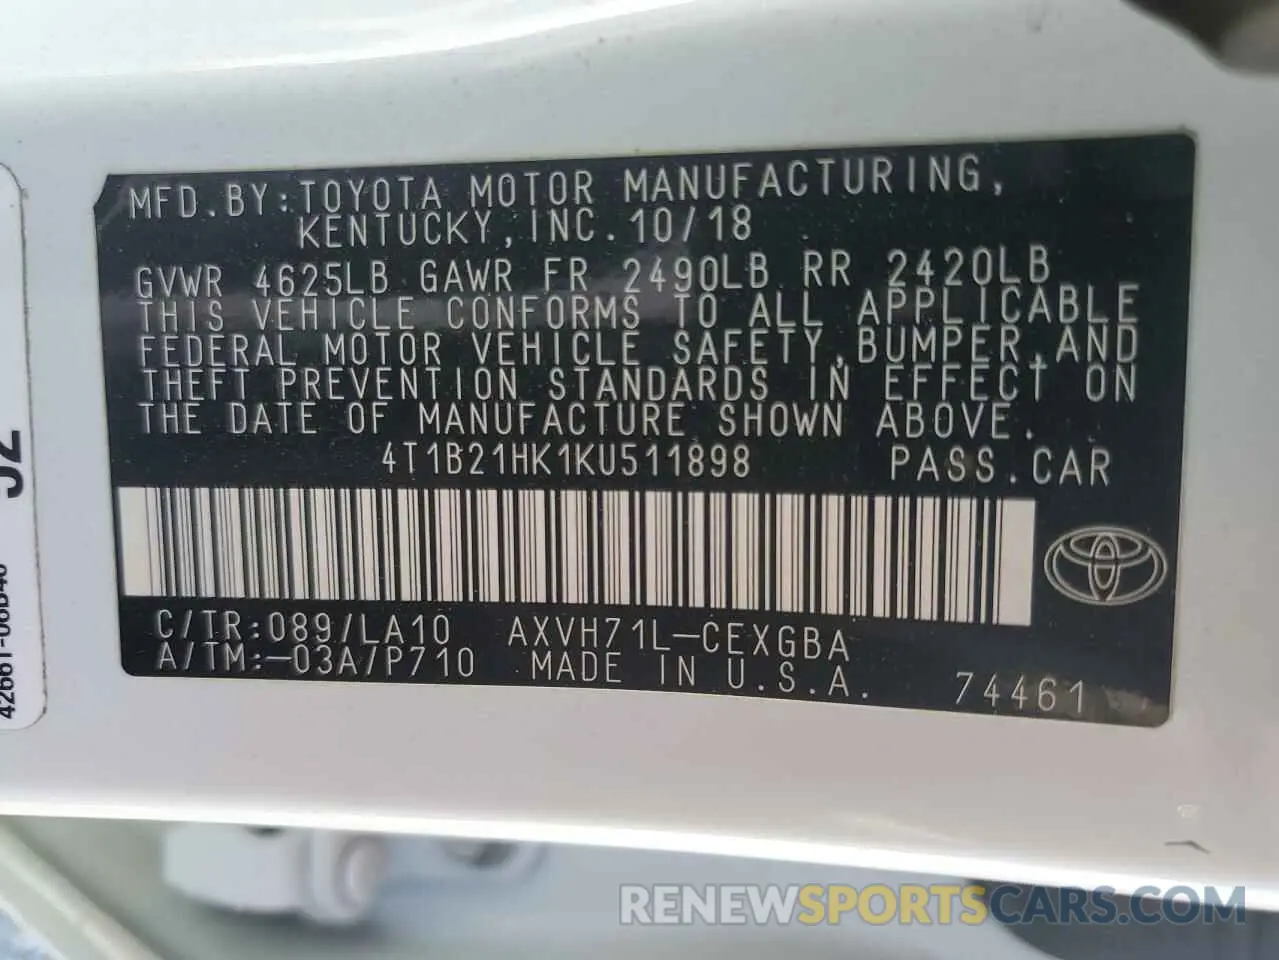 MFD.BY:TOYOTA MOTOR MANUFACTURING,
KENTUCKY,INC. 10/18
GVWR 4625LB GAWR FR 2490LB RR 2420LB
THIS VEHICLE CONFORMS TO ALL APPLICABLE
FEDERAL MOTOR VEHICLE SAFETY,BUMPER,AND
THEFT PREVENTION STANDARDS IN EFFECT ON
THE DATE OF MANUFACTURE SHOWN ABOVE.
4T1B21HK1KU511898 PASS.CAR
C/TR:089/LA10 AXVH71L-CEXGBA
A/TM:-03A/P710 MADE IN U.S.A. 74461
RENEWSPORTSCARS.COM